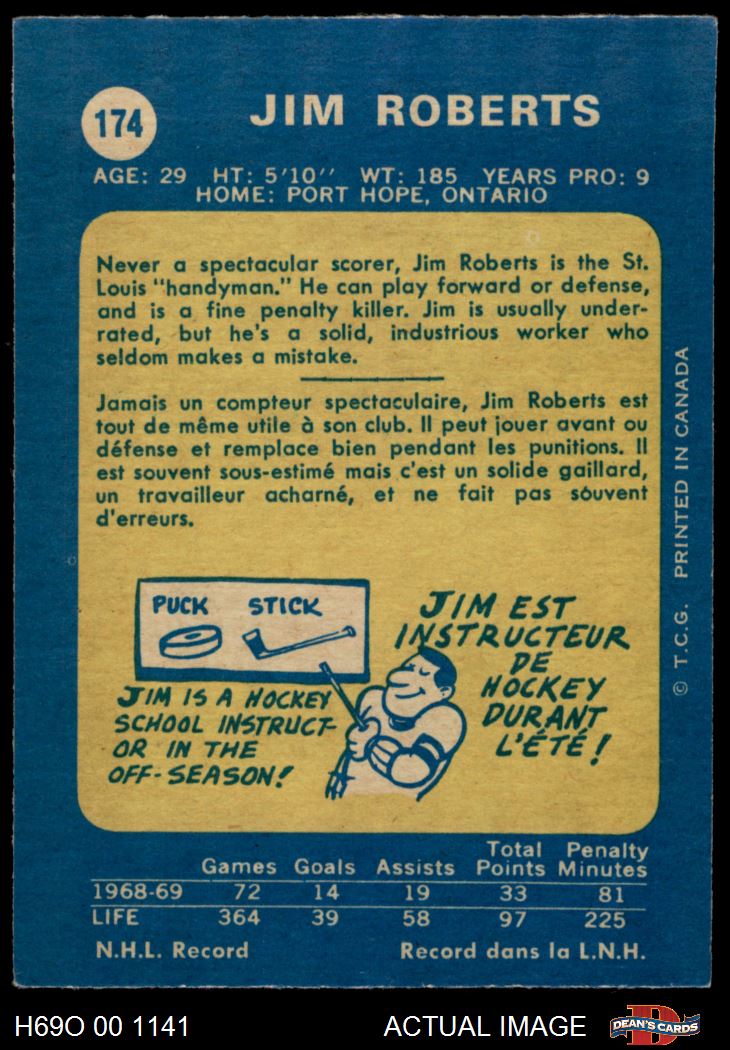 174
JIM ROBERTS
AGE: 29 HT: 5'10'' WT: 185 YEARS PRO: 9
HOME: PORT HOPE, ONTARIO
Never a spectacular scorer, Jim Roberts is the St.
Louis "handyman." He can play forward or defense,
and is a fine penalty killer. Jim is usually under-
rated, but he's a solid, industrious worker who
seldom makes a mistake.
Jamais un compteur spectaculaire, Jim Roberts est
tout de même utile à son club. Il peut jouer avant ou
défense et remplace bien pendant les punitions. Il
est souvent sous-estimé mais c'est un solide gaillard,
un travailleur acharné, et ne fait pas souvent
d'erreurs.
PUCK STICK
JIM IS A HOCKEY
SCHOOL INSTRUCT-
OR IN THE
OFF-SEASON!
JIM EST
INSTRUCTEUR
DE
HOCKEY
DURANT
L'ÉTÉ!
© T.C.G. PRINTED IN CANADA
Games Goals Assists Total Points Penalty Minutes
1968-69 72 14 19 33 81
LIFE 364 39 58 97 225
N.H.L. Record Record dans la L.N.H.
H69O 00 1141 ACTUAL IMAGE
D
DEAN'S CARDS